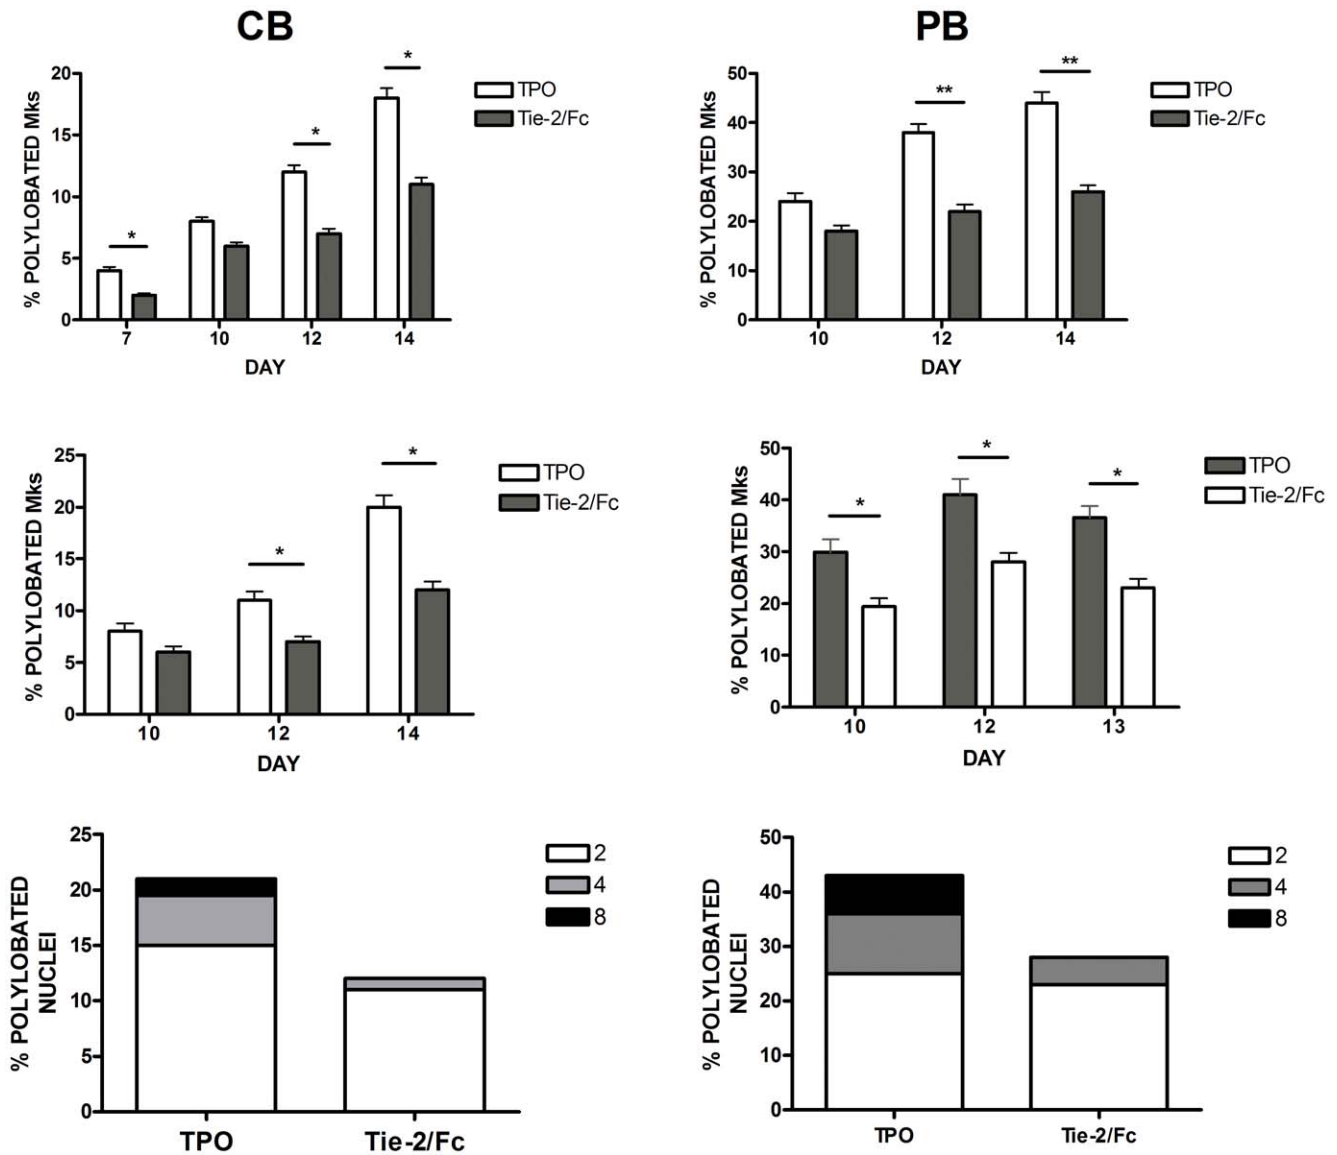 CB
% POLYLOBATED Mks
20
15
10
5
0
*
*
*
7 10 12 14
DAY
TPO
Tie-2/Fc
PB
% POLYLOBATED Mks
50
40
30
20
10
0
**
**
10 12 14
DAY
TPO
Tie-2/Fc
% POLYLOBATED Mks
25
20
15
10
5
0
*
*
10 12 14
DAY
TPO
Tie-2/Fc
% POLYLOBATED Mks
50
40
30
20
10
0
*
*
*
10 12 13
DAY
TPO
Tie-2/Fc
% POLYLOBATED
NUCLEI
25
20
15
10
5
0
TPO Tie-2/Fc
2
4
8
% POLYLOBATED
NUCLEI
50
40
30
20
10
0
TPO Tie-2/Fc
2
4
8